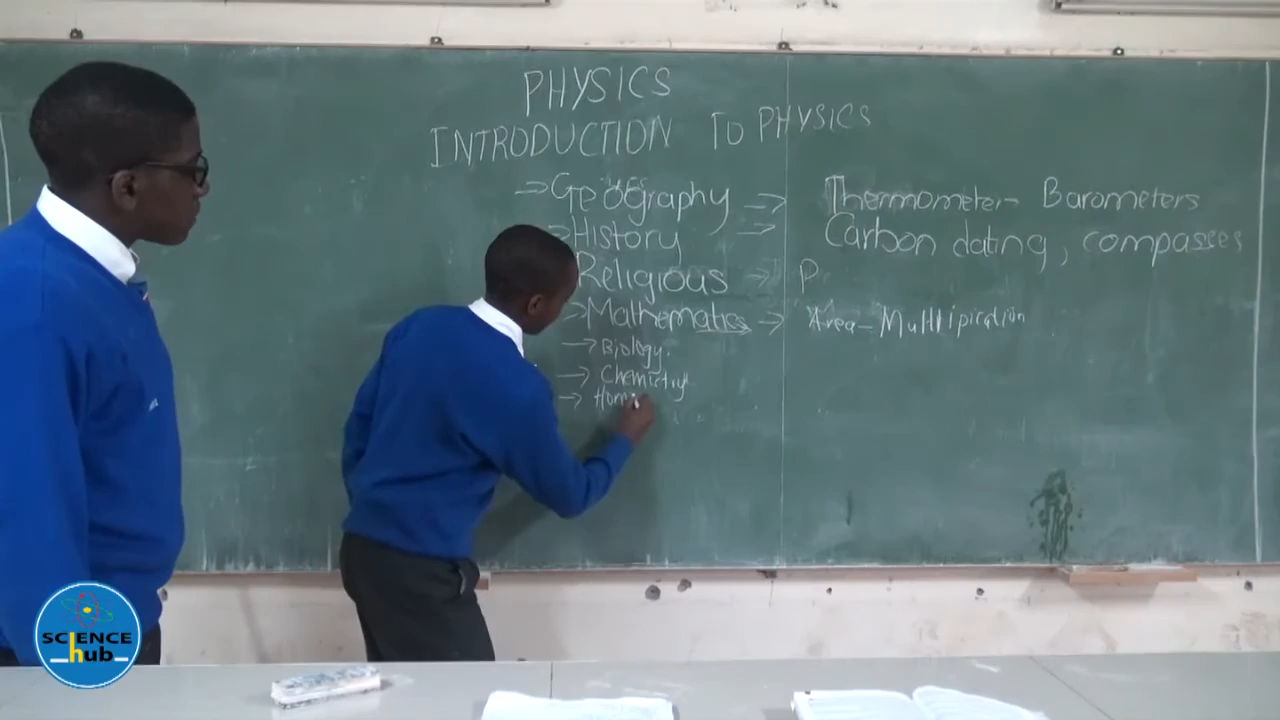 PHYSICS
INTRODUCTION TO PHYSICS
⇒ Geography → Thermometer - Barometers
⇒ History → Carbon dating, compasses
Religious → P
→ Mathematics → Area - Multipication
→ Biology.
→ Chemistry
→ Hom
SCIENCE
hub